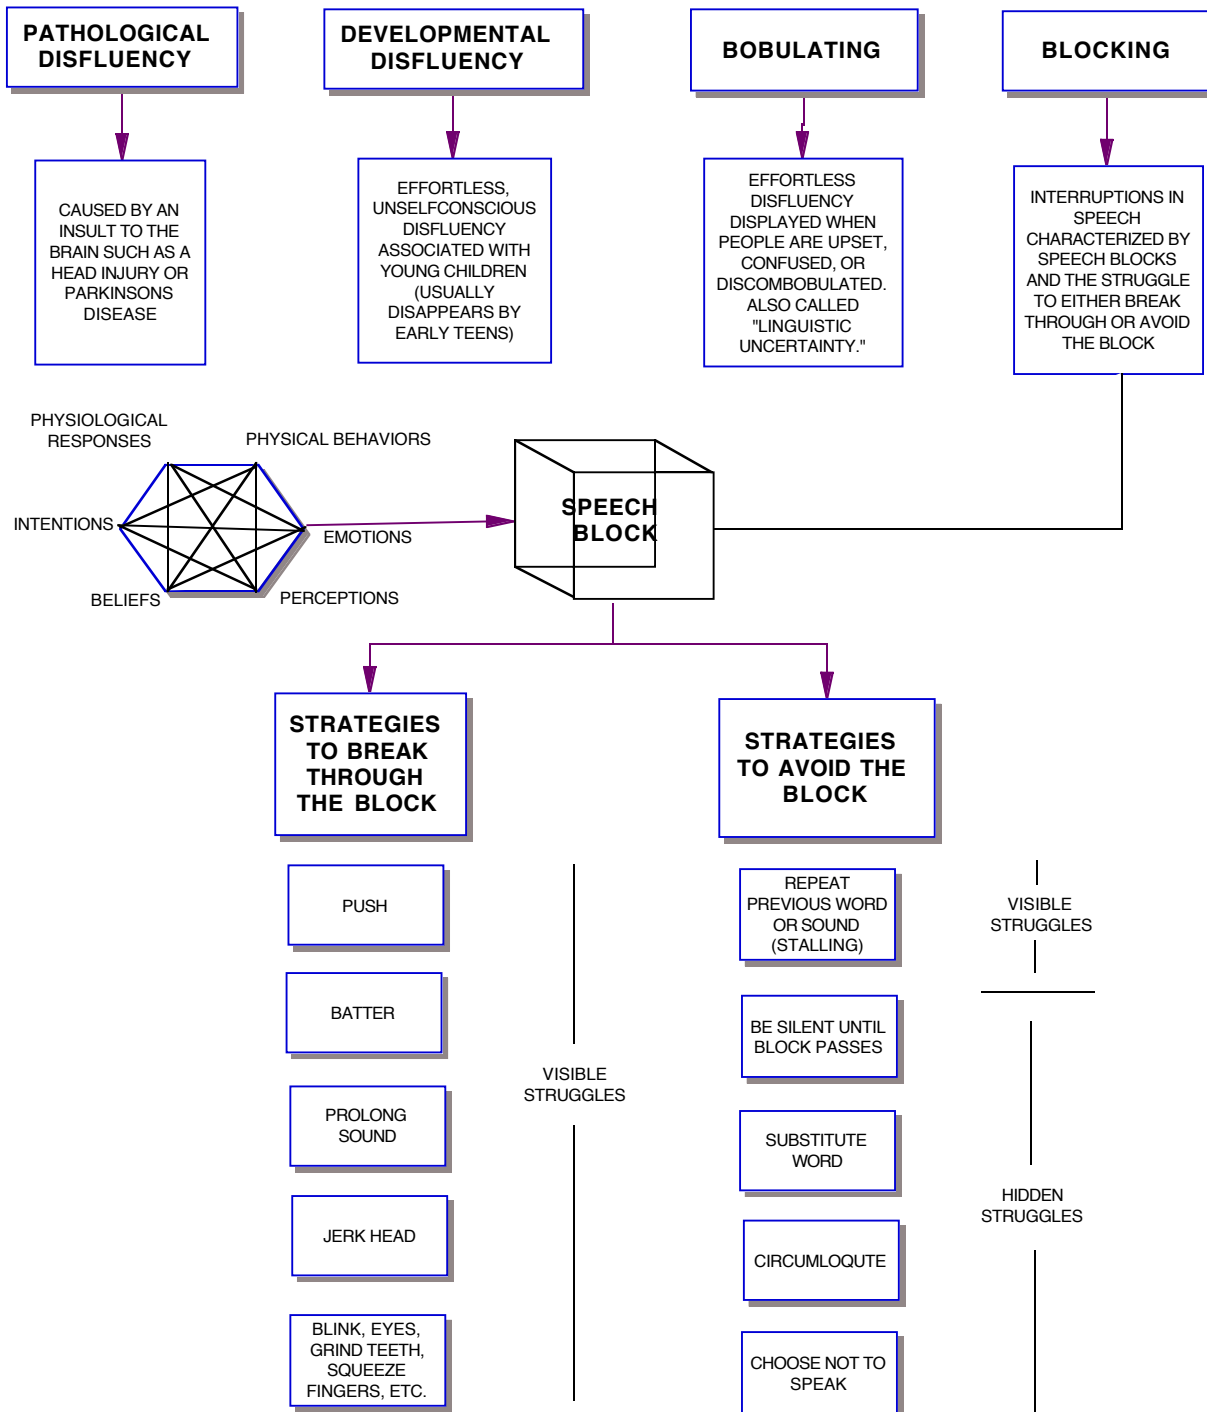 PATHOLOGICAL
DISFLUENCY
DEVELOPMENTAL
DISFLUENCY
BOBULATING
BLOCKING
CAUSED BY AN
INSULT TO THE
BRAIN SUCH AS A
HEAD INJURY OR
PARKINSONS
DISEASE
EFFORTLESS,
UNSELFCONSCIOUS
DISFLUENCY
ASSOCIATED WITH
YOUNG CHILDREN
(USUALLY
DISAPPEARS BY
EARLY TEENS)
EFFORTLESS
DISFLUENCY
DISPLAYED WHEN
PEOPLE ARE UPSET,
CONFUSED, OR
DISCOMBOBULATED.
ALSO CALLED
"LINGUISTIC
UNCERTAINTY."
INTERRUPTIONS IN
SPEECH
CHARACTERIZED BY
SPEECH BLOCKS
AND THE STRUGGLE
TO EITHER BREAK
THROUGH OR AVOID
THE BLOCK
PHYSIOLOGICAL
RESPONSES
PHYSICAL BEHAVIORS
INTENTIONS
EMOTIONS
BELIEFS
PERCEPTIONS
SPEECH
BLOCK
STRATEGIES
TO BREAK
THROUGH
THE BLOCK
STRATEGIES
TO AVOID THE
BLOCK
PUSH
BATTER
PROLONG
SOUND
JERK HEAD
BLINK, EYES,
GRIND TEETH,
SQUEEZE
FINGERS, ETC.
VISIBLE
STRUGGLES
REPEAT
PREVIOUS WORD
OR SOUND
(STALLING)
BE SILENT UNTIL
BLOCK PASSES
SUBSTITUTE
WORD
CIRCUMLOQUTE
CHOOSE NOT TO
SPEAK
VISIBLE
STRUGGLES
HIDDEN
STRUGGLES